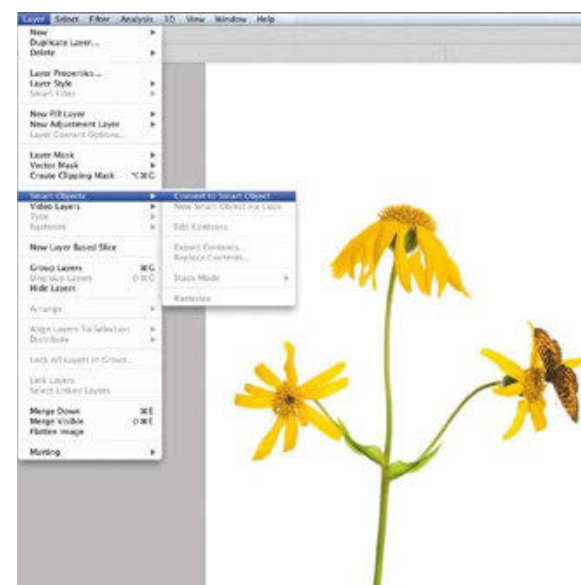 Layer Select Filter Analysis 3D View Window Help
New
Duplicate Layer...
Delete
Layer Properties...
Layer Style
Smart Filter
New Fill Layer
New Adjustment Layer
Layer Content Options...
Layer Mask
Vector Mask
Create Clipping Mask ⌥⌘G
Smart Objects
Convert to Smart Object
Video Layers
New Smart Object via Copy
Type
Rasterize
Edit Contents
New Layer Based Slice
Export Contents...
Replace Contents...
Group Layers ⌘G
Ungroup Layers ⇧⌘G
Stack Mode
Hide Layers
Rasterize
Arrange
Align Layers To Selection
Distribute
Lock All Layers in Group...
Link Layers
Select Linked Layers
Merge Down ⌘E
Merge Visible ⇧⌘E
Flatten Image
Matting